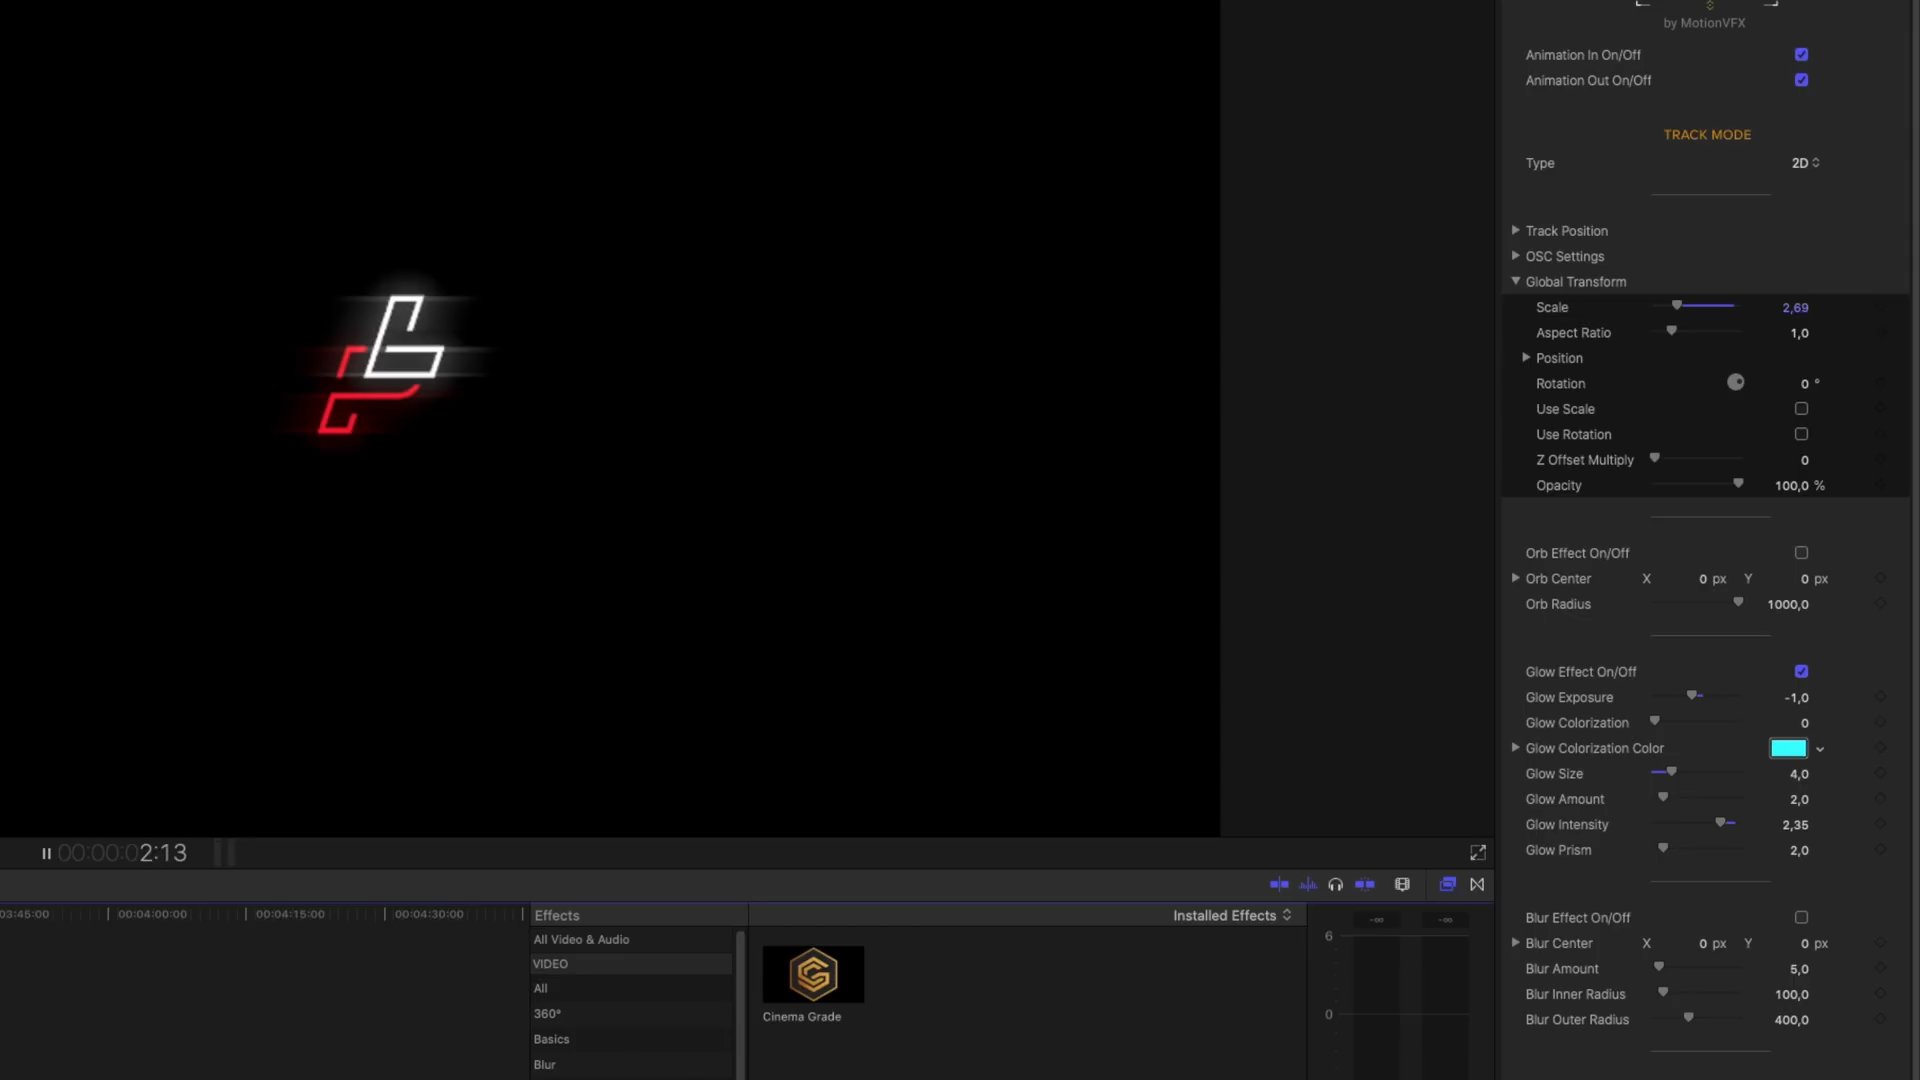 by MotionVFX
Animation In On/Off
Animation Out On/Off
TRACK MODE
Type 2D
Track Position
OSC Settings
Global Transform
Scale 2,69
Aspect Ratio 1,0
Position
Rotation 0 °
Use Scale
Use Rotation
Z Offset Multiply 0
Opacity 100,0 %
Orb Effect On/Off
Orb Center X 0 px Y 0 px
Orb Radius 1000,0
Glow Effect On/Off
Glow Exposure -1,0
Glow Colorization 0
Glow Colorization Color
Glow Size 4,0
Glow Amount 2,0
Glow Intensity 2,35
Glow Prism 2,0
Blur Effect On/Off
Blur Center X 0 px Y 0 px
Blur Amount 5,0
Blur Inner Radius 100,0
Blur Outer Radius 400,0
00:00:02:13
03:45:00 00:04:00:00 00:04:15:00 00:04:30:00
Effects
Installed Effects
All Video & Audio
VIDEO
All
360°
Basics
Blur
Cinema Grade
-∞ -∞
6
0